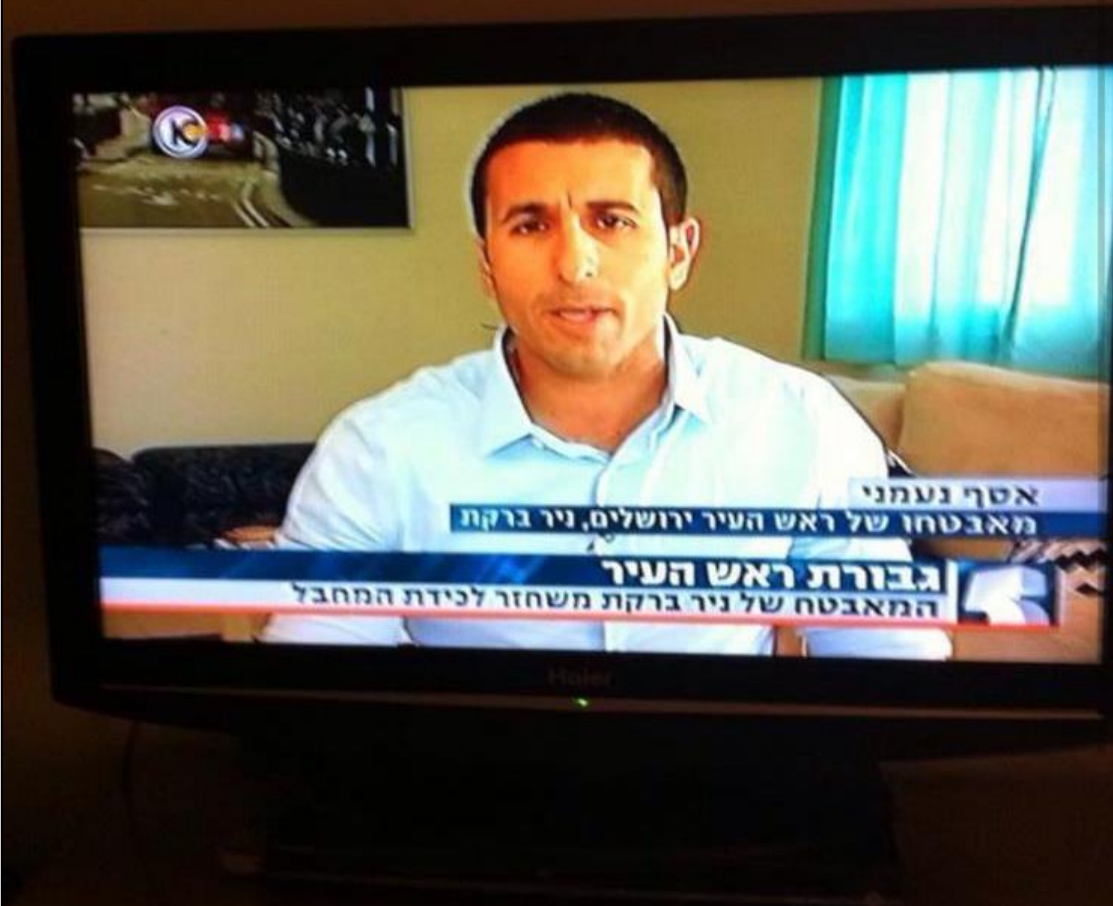 אסף נעמני
מאבטחו של ראש העיר ירושלים, ניר ברקת
גבורת ראש העיר
המאבטח של ניר ברקת משחזר לכידת המחבל
Haier